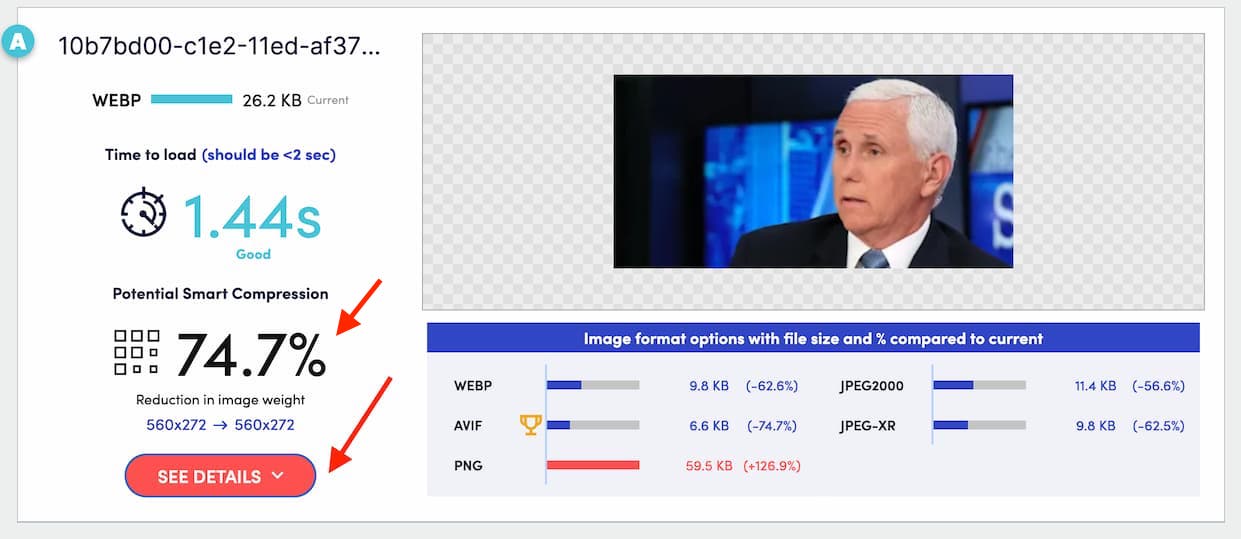 A
10b7bd00-c1e2-11ed-af37...
WEBP 26.2 KB Current
Time to load (should be <2 sec)
1.44s
Good
Potential Smart Compression
74.7%
Reduction in image weight
560x272 → 560x272
SEE DETAILS
Image format options with file size and % compared to current
WEBP 9.8 KB (-62.6%) JPEG2000 11.4 KB (-56.6%)
AVIF 6.6 KB (-74.7%) JPEG-XR 9.8 KB (-62.5%)
PNG 59.5 KB (+126.9%)